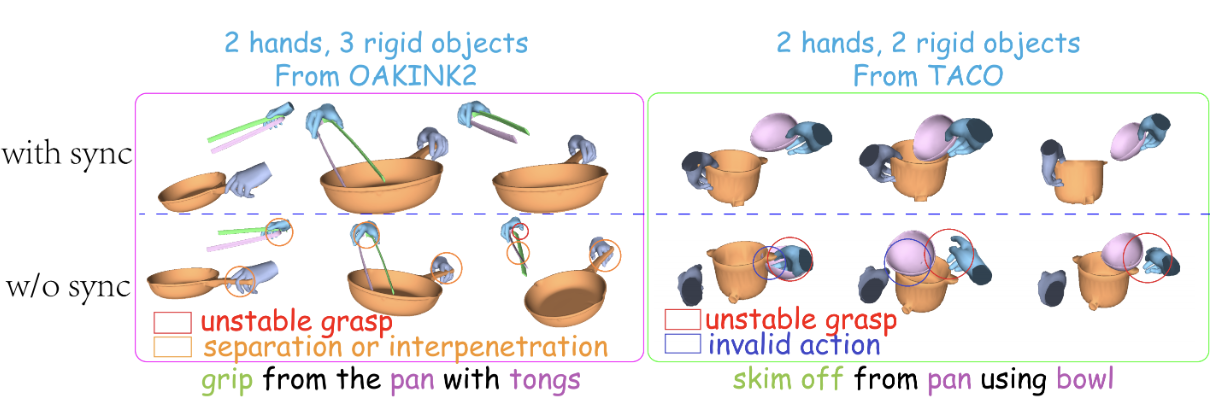 2 hands, 3 rigid objects
From OAKINK2
2 hands, 2 rigid objects
From TACO
with sync
w/o sync
unstable grasp
separation or interpenetration
unstable grasp
invalid action
grip from the pan with tongs
skim off from pan using bowl